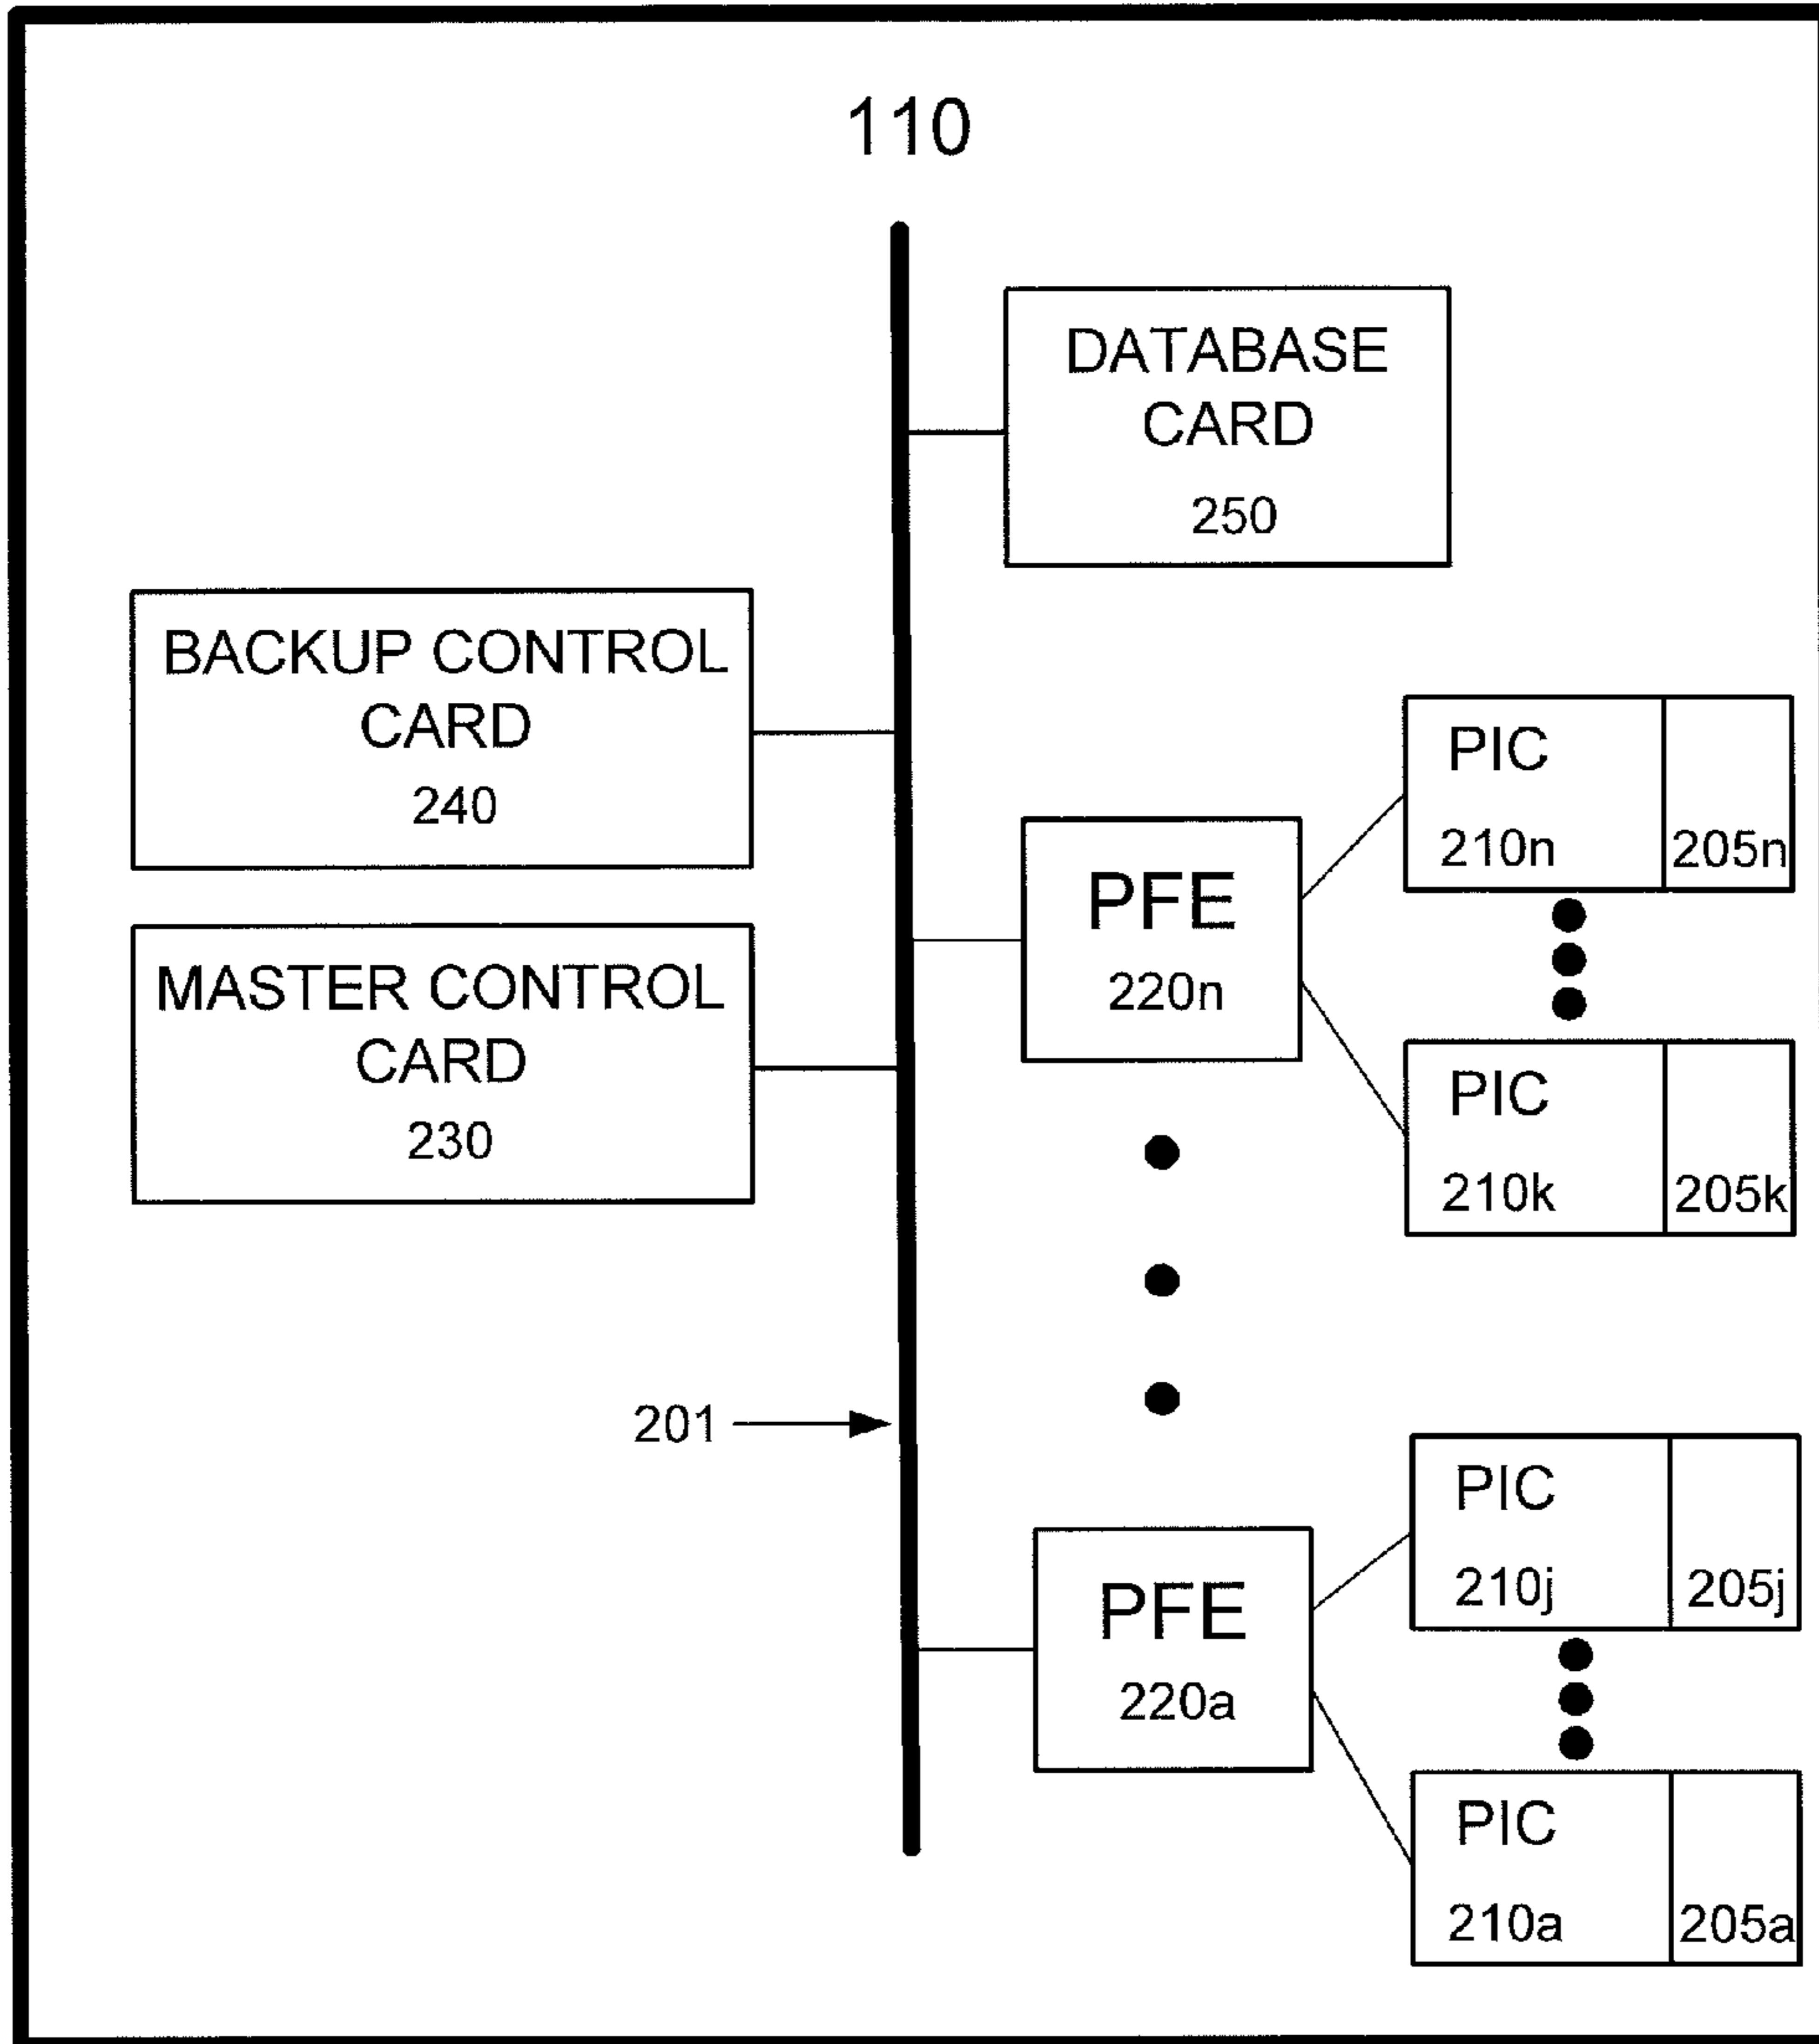 110
DATABASE
CARD
250
BACKUP CONTROL
CARD
240
MASTER CONTROL
CARD
230
PFE
220n
PIC
210n
205n
PIC
210k
205k
201
PFE
220a
PIC
210j
205j
PIC
210a
205a